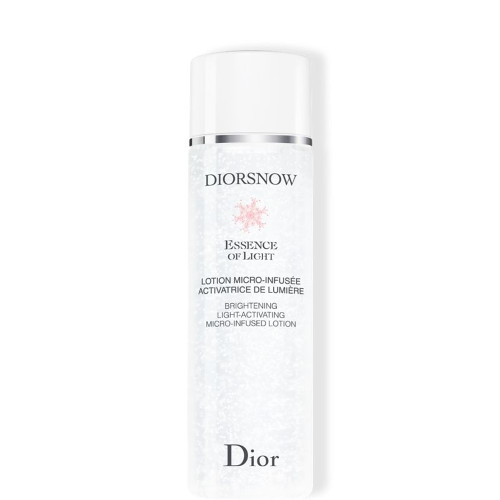 DIORSNOW
ESSENCE
OF LIGHT
LOTION MICRO-INFUSÉE
ACTIVATRICE DE LUMIÈRE
BRIGHTENING
LIGHT-ACTIVATING
MICRO-INFUSED LOTION
Dior